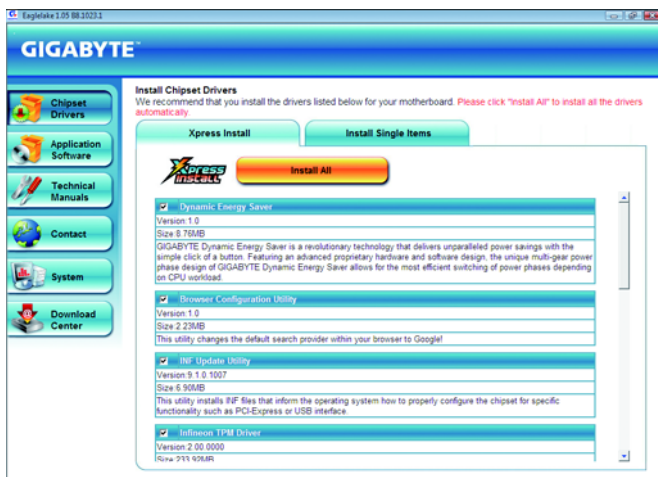 Eaglelake 1.05 B8.1023.1
GIGABYTE™
Chipset
Drivers
Application
Software
Technical
Manuals
Contact
System
Download
Center
Install Chipset Drivers
We recommend that you install the drivers listed below for your motherboard. Please click "Install All" to install all the drivers
automatically.
Xpress Install
Install Single Items
Xpress
INSTALL
Install All
Dynamic Energy Saver
Version:1.0
Size:8.76MB
GIGABYTE Dynamic Energy Saver is a revolutionary technology that delivers unparalleled power savings with the
simple click of a button. Featuring an advanced proprietary hardware and software design, the unique multi-gear power
phase design of GIGABYTE Dynamic Energy Saver allows for the most efficient switching of power phases depending
on CPU workload.
Browser Configuration Utility
Version:1.0
Size:2.23MB
This utility changes the default search provider within your browser to Google!
INF Update Utility
Version:9.1.0.1007
Size:6.90MB
This utility installs INF files that inform the operating system how to properly configure the chipset for specific
functionality such as PCI-Express or USB interface.
Infineon TPM Driver
Version:2.00.0000
Size:233.92MB